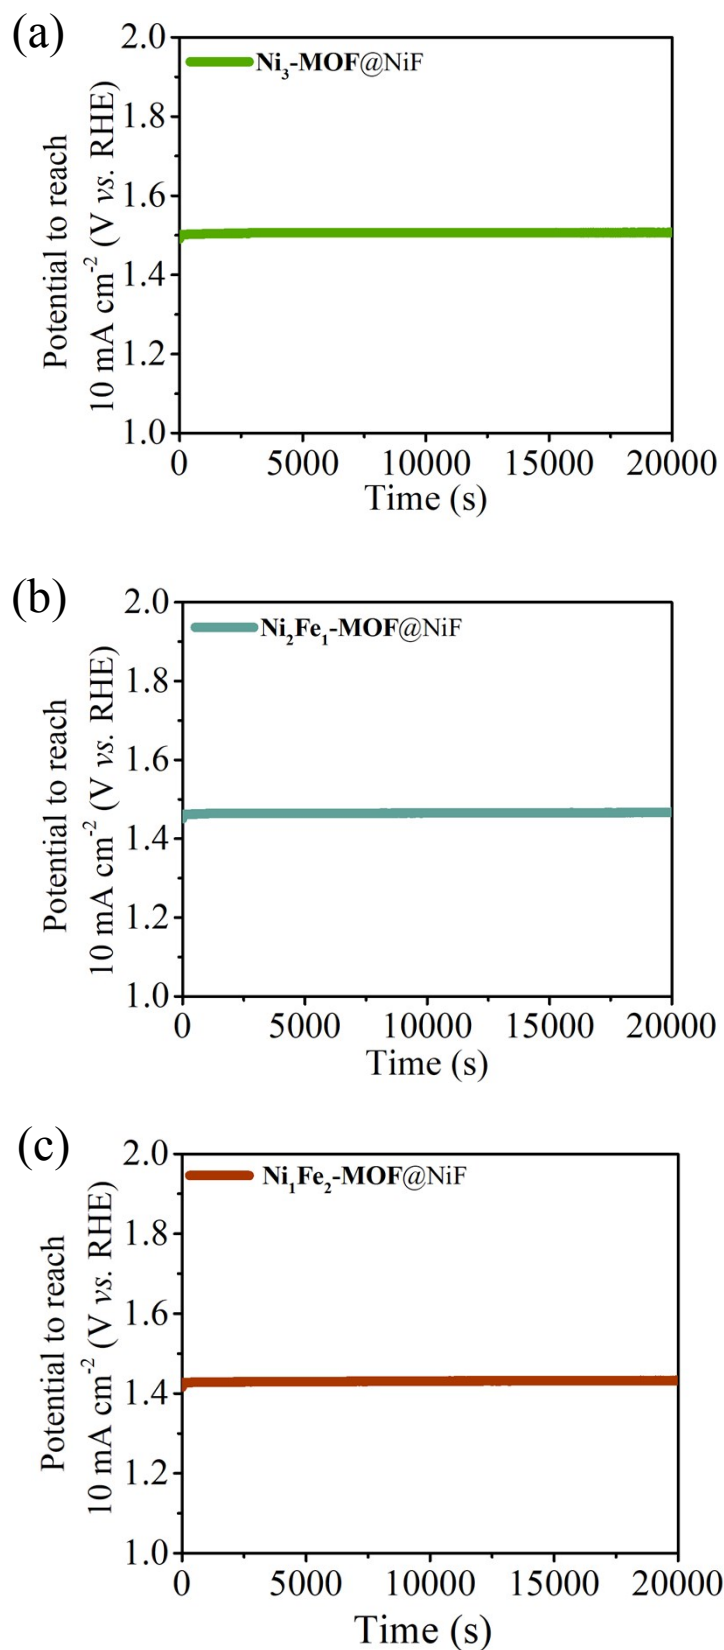 (a)
2.0
Ni3-MOF@NiF
1.8
1.6
1.4
1.2
1.0
Potential to reach
10 mA cm-2 (V vs. RHE)
0 5000 10000 15000 20000
Time (s)
(b)
2.0
Ni2Fe1-MOF@NiF
1.8
1.6
1.4
1.2
1.0
Potential to reach
10 mA cm-2 (V vs. RHE)
0 5000 10000 15000 20000
Time (s)
(c)
2.0
Ni1Fe2-MOF@NiF
1.8
1.6
1.4
1.2
1.0
Potential to reach
10 mA cm-2 (V vs. RHE)
0 5000 10000 15000 20000
Time (s)